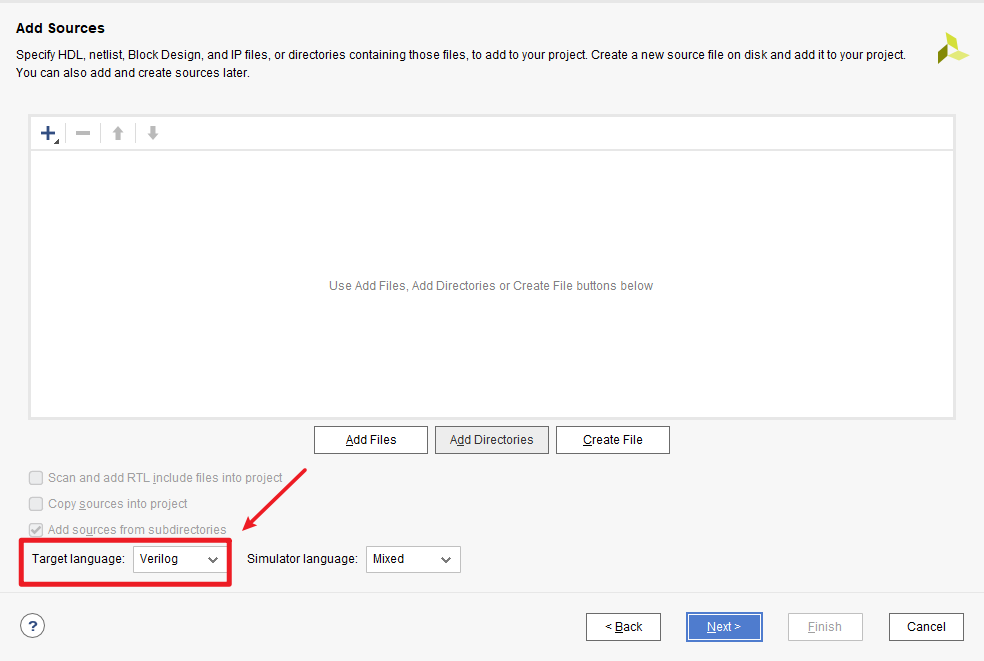 Add Sources
Specify HDL, netlist, Block Design, and IP files, or directories containing those files, to add to your project. Create a new source file on disk and add it to your project.
You can also add and create sources later.
Use Add Files, Add Directories or Create File buttons below
Add Files Add Directories Create File
Scan and add RTL include files into project
Copy sources into project
Add sources from subdirectories
Target language: Verilog Simulator language: Mixed
? < Back Next > Finish Cancel